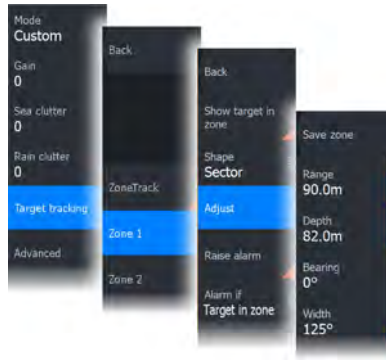 Mode
Custom
Gain
0
Sea clutter
0
Rain clutter
0
Target tracking
Advanced
Back
ZoneTrack
Zone 1
Zone 2
Back
Show target in
zone
Shape
Sector
Adjust
Raise alarm
Alarm if
Target in zone
Save zone
Range
90.0m
Depth
82.0m
Bearing
0°
Width
125°